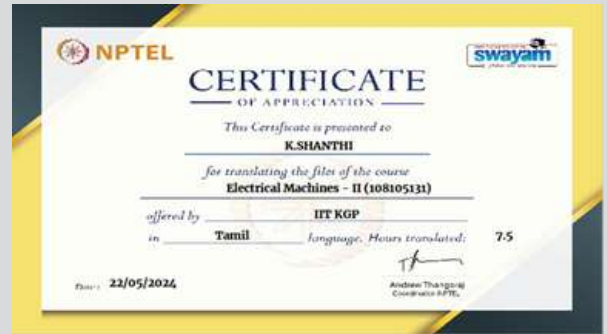 NPTEL
swayam
CERTIFICATE
OF APPRECIATION
This Certificate is presented to
K.SHANTHI
for translating the files of the course
Electrical Machines - II (108105131)
offered by IIT KGP
in Tamil language. Hours translated: 7.5
Date : 22/05/2024
Andrew Thangaraj
Coordinator NPTEL